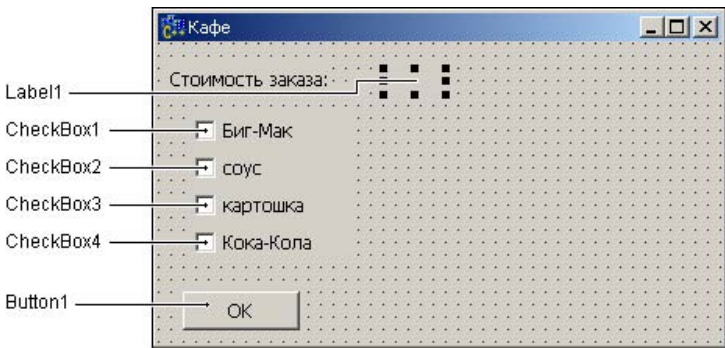 Кафе
Стоимость заказа:
Label1
CheckBox1 Биг-Мак
CheckBox2 соус
CheckBox3 картошка
CheckBox4 Кока-Кола
Button1 OK